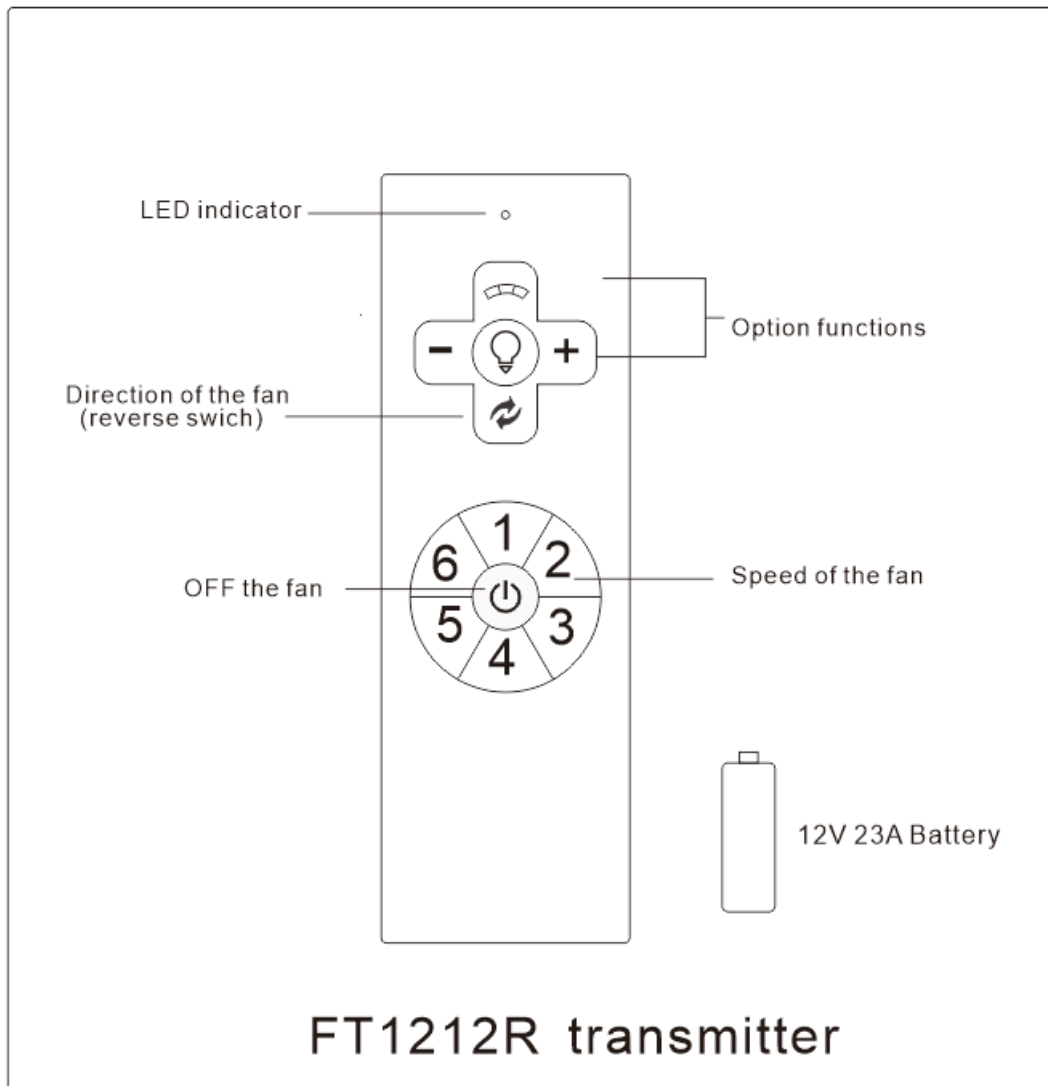 LED indicator
Option functions
− +
Direction of the fan
(reverse swich)
1
6 2
OFF the fan
Speed of the fan
5 3
4
12V 23A Battery
FT1212R transmitter